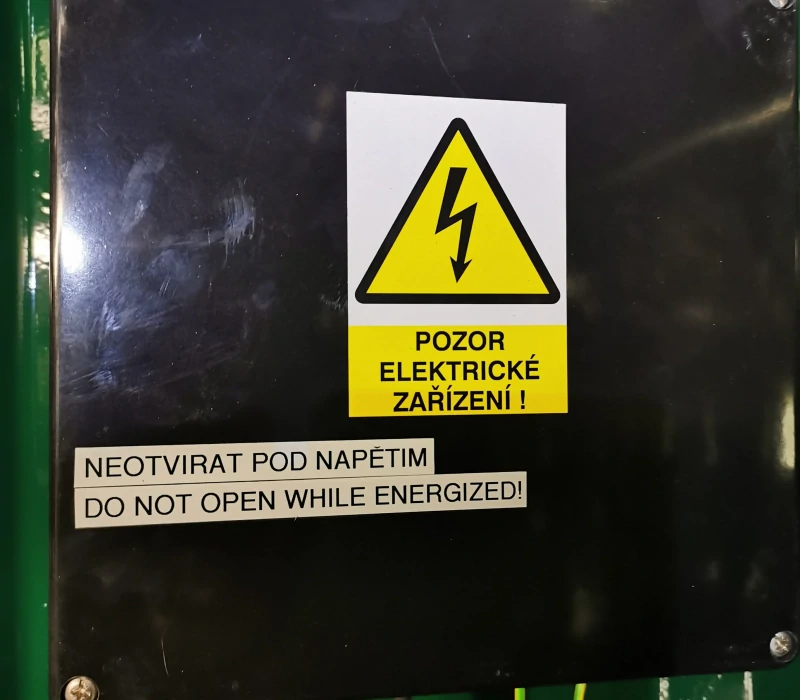 POZOR
ELEKTRICKÉ
ZAŘÍZENÍ !
NEOTVIRAT POD NAPĚTIM
DO NOT OPEN WHILE ENERGIZED!